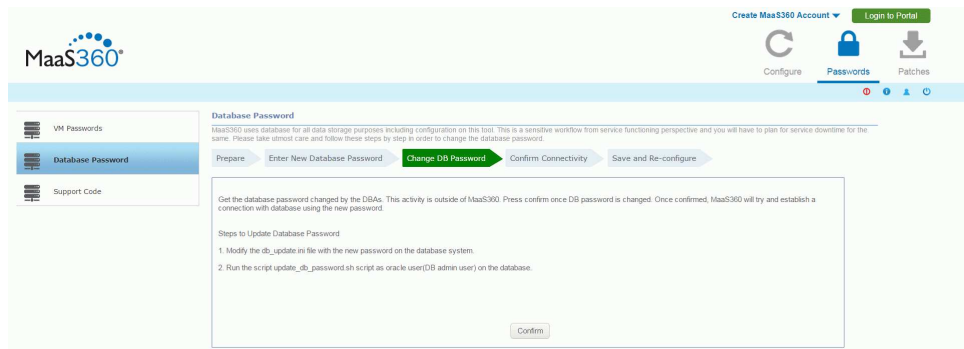 Create MaaS360 Account
Login to Portal
MaaS360
Configure
Passwords
Patches
VM Passwords
Database Password
Support Code
Database Password
MaaS360 uses database for all data storage purposes including configuration on this tool. This is a sensitive workflow from service functioning perspective and you will have to plan for service downtime for the
same. Please take utmost care and follow these steps by step in order to change the database password.
Prepare
Enter New Database Password
Change DB Password
Confirm Connectivity
Save and Re-configure
Get the database password changed by the DBAs. This activity is outside of MaaS360. Press confirm once DB password is changed. Once confirmed, MaaS360 will try and establish a
connection with database using the new password.
Steps to Update Database Password
1. Modify the db_update.ini file with the new password on the database system.
2. Run the script update_db_password.sh script as oracle user(DB admin user) on the database.
Confirm